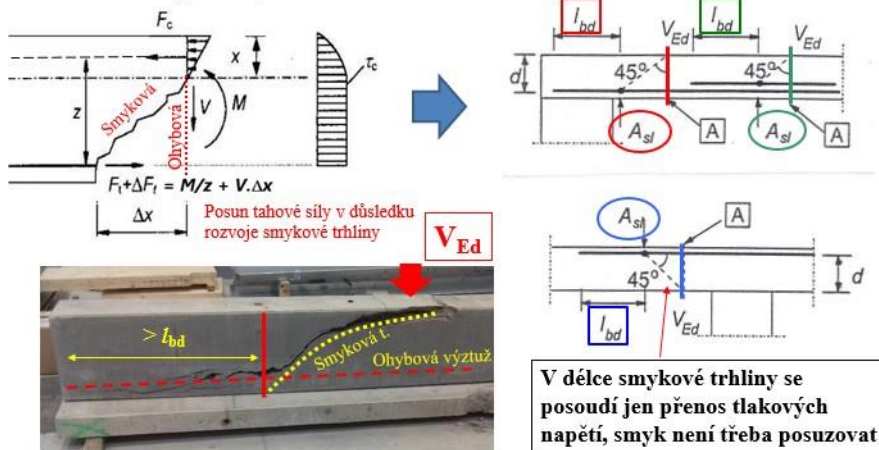 F_c
x
τ_c
z
Smyková
Ohybová
V
M
F_t+ΔF_t = M/z + V.Δx
Δx
Posun tahové síly v důsledku
rozvoje smykové trhliny
V_Ed
> l_bd
Smyková t.
Ohybová výztuž
l_bd
l_bd
V_Ed
V_Ed
d
45°
45°
A_sl
A
A_sl
A
A_sl
A
45°
d
l_bd
V_Ed
V délce smykové trhliny se
posoudí jen přenos tlakových
napětí, smyk není třeba posuzovat